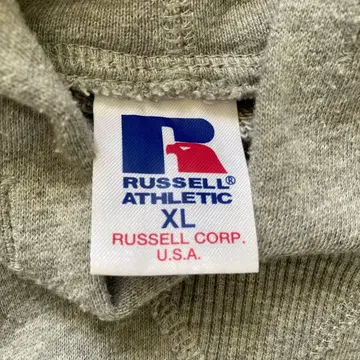 R
RUSSELL®
ATHLETIC
XL
RUSSELL CORP.
U.S.A.